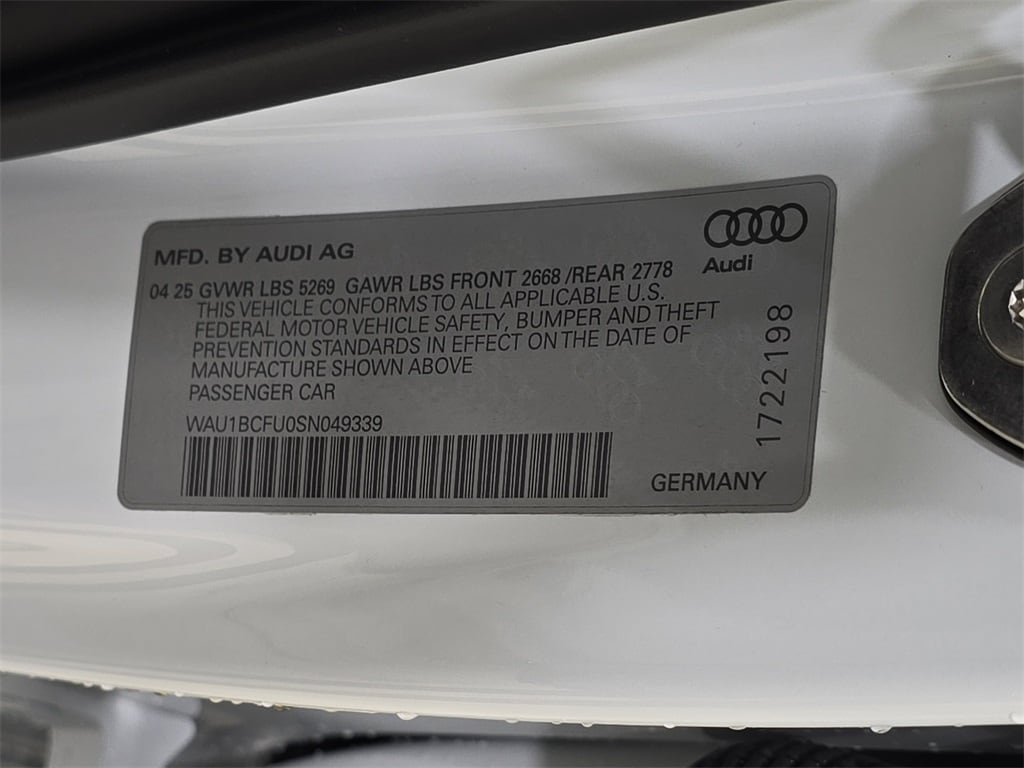 MFD. BY AUDI AG
Audi
04 25 GVWR LBS 5269 GAWR LBS FRONT 2668 /REAR 2778
THIS VEHICLE CONFORMS TO ALL APPLICABLE U.S.
FEDERAL MOTOR VEHICLE SAFETY, BUMPER AND THEFT
PREVENTION STANDARDS IN EFFECT ON THE DATE OF
MANUFACTURE SHOWN ABOVE
PASSENGER CAR
WAU1BCFU0SN049339
GERMANY
1722198